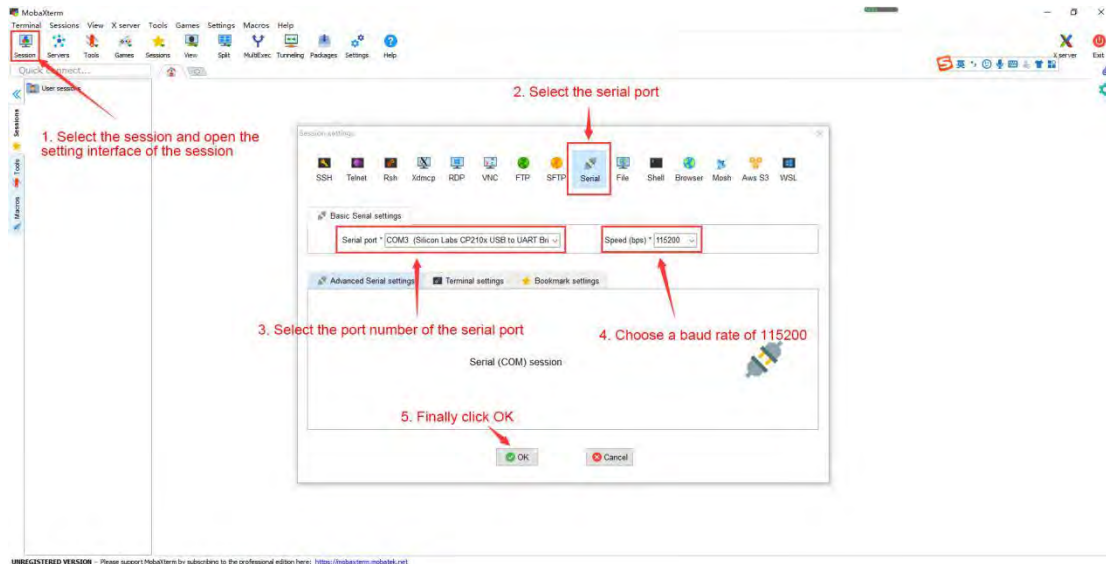 MobaXterm
Terminal Sessions View X server Tools Games Settings Macros Help
Session Servers Tools Games Sessions View Split MultiExec Tunneling Packages Settings Help
X server Exit
Quick connect...
英
User sessions
Sessions
Tools
Macros
1. Select the session and open the
setting interface of the session
2. Select the serial port
Session settings
SSH Telnet Rsh Xdmcp RDP VNC FTP SFTP Serial File Shell Browser Mosh Aws S3 WSL
Basic Serial settings
Serial port * COM3 (Silicon Labs CP210x USB to UART Bri
Speed (bps) * 115200
Advanced Serial settings Terminal settings Bookmark settings
3. Select the port number of the serial port
4. Choose a baud rate of 115200
Serial (COM) session
5. Finally click OK
OK Cancel
UNREGISTERED VERSION - Please support MobaXterm by subscribing to the professional edition here: https://mobaxterm.mobatek.net